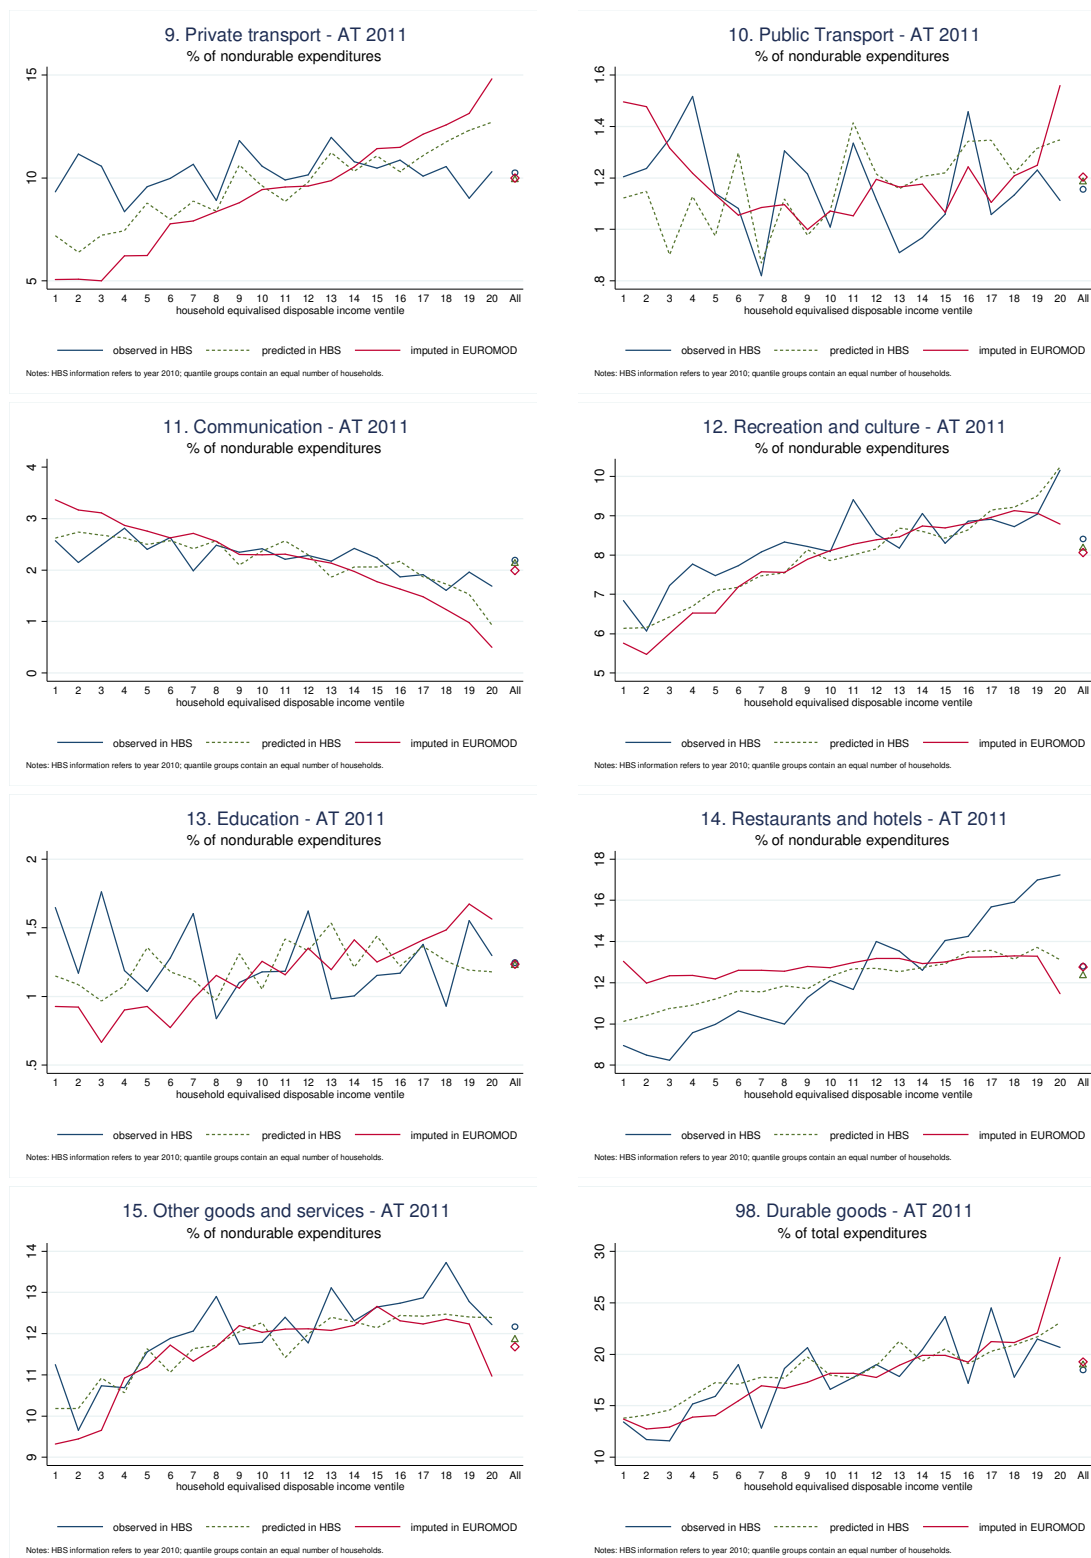 9. Private transport - AT 2011
% of nondurable expenditures
15
10
5
1 2 3 4 5 6 7 8 9 10 11 12 13 14 15 16 17 18 19 20 All
household equivalised disposable income ventile
observed in HBS predicted in HBS imputed in EUROMOD
Notes: HBS information refers to year 2010; quantile groups contain an equal number of households.
10. Public Transport - AT 2011
% of nondurable expenditures
1.6
1.4
1.2
1
.8
1 2 3 4 5 6 7 8 9 10 11 12 13 14 15 16 17 18 19 20 All
household equivalised disposable income ventile
observed in HBS predicted in HBS imputed in EUROMOD
Notes: HBS information refers to year 2010; quantile groups contain an equal number of households.
11. Communication - AT 2011
% of nondurable expenditures
4
3
2
1
0
1 2 3 4 5 6 7 8 9 10 11 12 13 14 15 16 17 18 19 20 All
household equivalised disposable income ventile
observed in HBS predicted in HBS imputed in EUROMOD
Notes: HBS information refers to year 2010; quantile groups contain an equal number of households.
12. Recreation and culture - AT 2011
% of nondurable expenditures
10
9
8
7
6
5
1 2 3 4 5 6 7 8 9 10 11 12 13 14 15 16 17 18 19 20 All
household equivalised disposable income ventile
observed in HBS predicted in HBS imputed in EUROMOD
Notes: HBS information refers to year 2010; quantile groups contain an equal number of households.
13. Education - AT 2011
% of nondurable expenditures
2
1.5
1
.5
1 2 3 4 5 6 7 8 9 10 11 12 13 14 15 16 17 18 19 20 All
household equivalised disposable income ventile
observed in HBS predicted in HBS imputed in EUROMOD
Notes: HBS information refers to year 2010; quantile groups contain an equal number of households.
14. Restaurants and hotels - AT 2011
% of nondurable expenditures
18
16
14
12
10
8
1 2 3 4 5 6 7 8 9 10 11 12 13 14 15 16 17 18 19 20 All
household equivalised disposable income ventile
observed in HBS predicted in HBS imputed in EUROMOD
Notes: HBS information refers to year 2010; quantile groups contain an equal number of households.
15. Other goods and services - AT 2011
% of nondurable expenditures
14
13
12
11
10
9
1 2 3 4 5 6 7 8 9 10 11 12 13 14 15 16 17 18 19 20 All
household equivalised disposable income ventile
observed in HBS predicted in HBS imputed in EUROMOD
Notes: HBS information refers to year 2010; quantile groups contain an equal number of households.
98. Durable goods - AT 2011
% of total expenditures
30
25
20
15
10
1 2 3 4 5 6 7 8 9 10 11 12 13 14 15 16 17 18 19 20 All
household equivalised disposable income ventile
observed in HBS predicted in HBS imputed in EUROMOD
Notes: HBS information refers to year 2010; quantile groups contain an equal number of households.